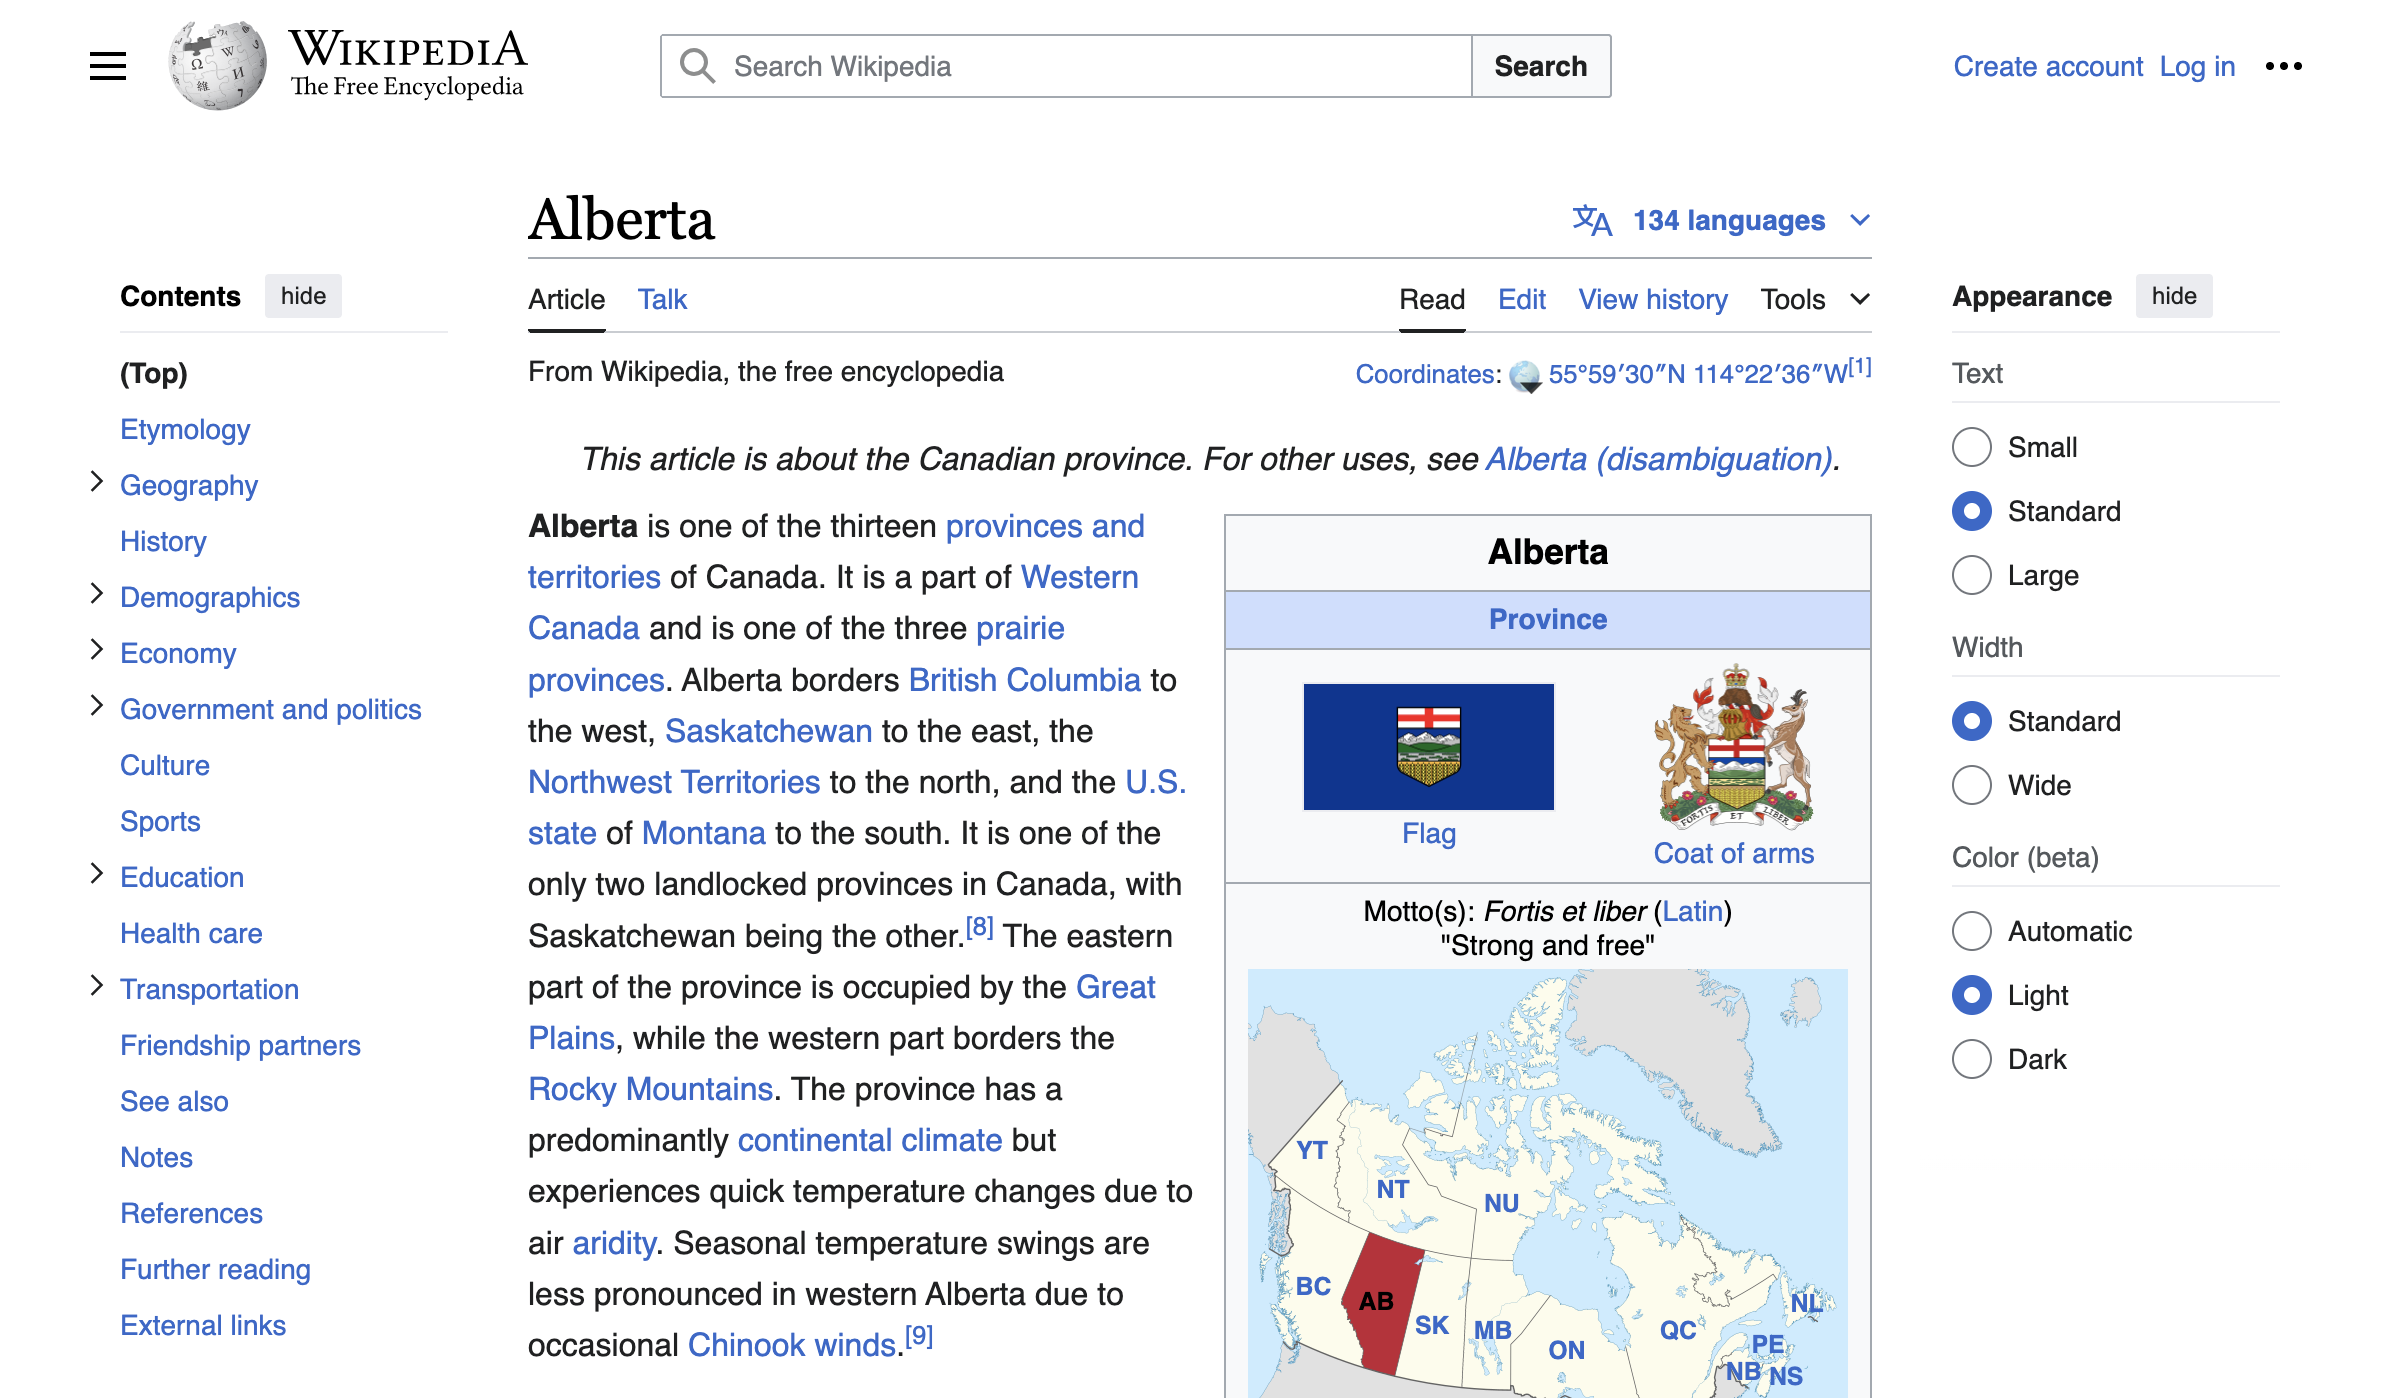 WIKIPEDIA
The Free Encyclopedia
Search Wikipedia
Search
Create account Log in
Contents hide
(Top)
Etymology
Geography
History
Demographics
Economy
Government and politics
Culture
Sports
Education
Health care
Transportation
Friendship partners
See also
Notes
References
Further reading
External links
Alberta
文A 134 languages
Article Talk
Read Edit View history Tools
From Wikipedia, the free encyclopedia
Coordinates: 55°59′30″N 114°22′36″W[1]
This article is about the Canadian province. For other uses, see Alberta (disambiguation).
Alberta is one of the thirteen provinces and
territories of Canada. It is a part of Western
Canada and is one of the three prairie
provinces. Alberta borders British Columbia to
the west, Saskatchewan to the east, the
Northwest Territories to the north, and the U.S.
state of Montana to the south. It is one of the
only two landlocked provinces in Canada, with
Saskatchewan being the other.[8] The eastern
part of the province is occupied by the Great
Plains, while the western part borders the
Rocky Mountains. The province has a
predominantly continental climate but
experiences quick temperature changes due to
air aridity. Seasonal temperature swings are
less pronounced in western Alberta due to
occasional Chinook winds.[9]
Alberta
Province
Flag
FORTIS ET LIBER
Coat of arms
Motto(s): Fortis et liber (Latin)
"Strong and free"
YT
NT
NU
BC
AB
SK
MB
ON
QC
NL
PE
NB
NS
Appearance hide
Text
Small
Standard
Large
Width
Standard
Wide
Color (beta)
Automatic
Light
Dark